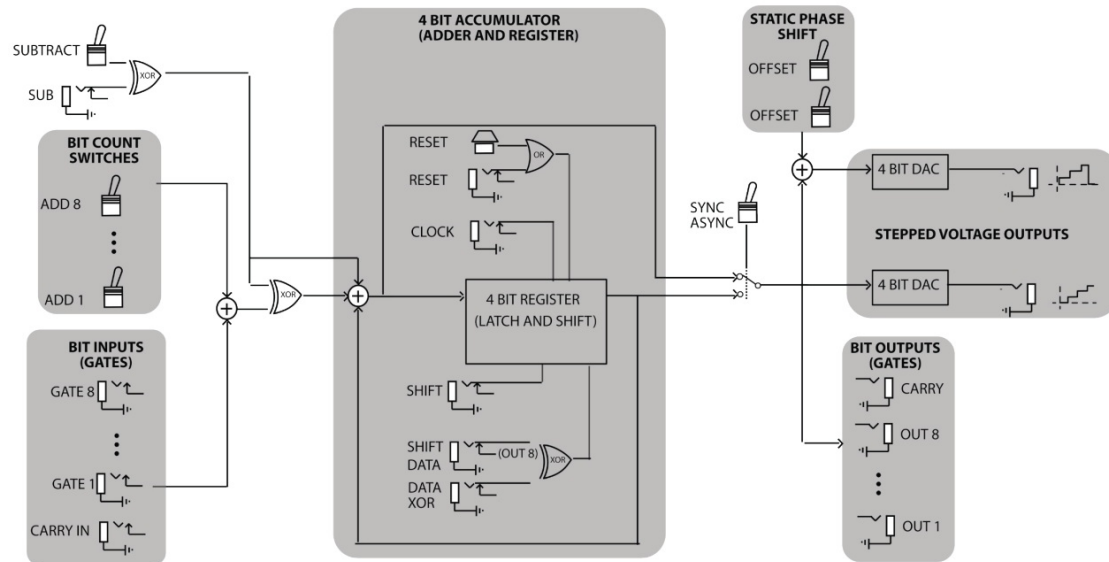 SUBTRACT
XOR
SUB
BIT COUNT
SWITCHES
ADD 8
ADD 1
XOR
BIT INPUTS
(GATES)
GATE 8
GATE 1
CARRY IN
4 BIT ACCUMULATOR
(ADDER AND REGISTER)
RESET
OR
RESET
CLOCK
4 BIT REGISTER
(LATCH AND SHIFT)
SHIFT
SHIFT
DATA
(OUT 8)
XOR
DATA
XOR
SYNC
ASYNC
STATIC PHASE
SHIFT
OFFSET
OFFSET
4 BIT DAC
STEPPED VOLTAGE OUTPUTS
4 BIT DAC
BIT OUTPUTS
(GATES)
CARRY
OUT 8
OUT 1